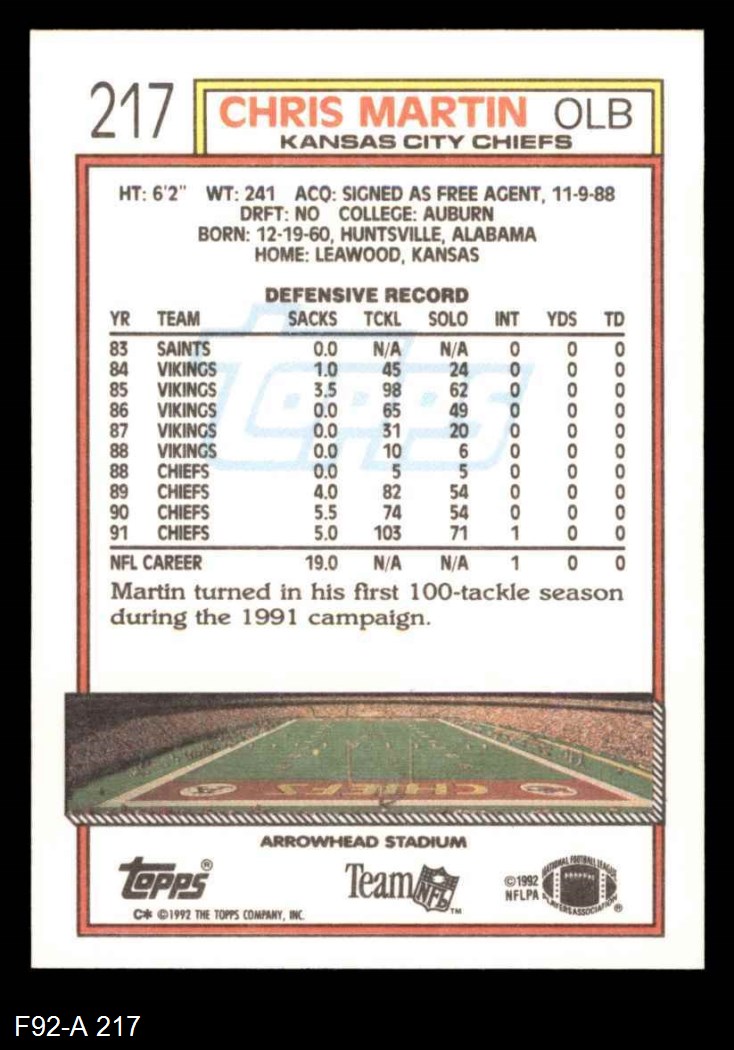 217
CHRIS MARTIN OLB
KANSAS CITY CHIEFS
HT: 6'2" WT: 241 ACQ: SIGNED AS FREE AGENT, 11-9-88
DRFT: NO COLLEGE: AUBURN
BORN: 12-19-60, HUNTSVILLE, ALABAMA
HOME: LEAWOOD, KANSAS
DEFENSIVE RECORD
YR TEAM SACKS TCKL SOLO INT YDS TD
83 SAINTS 0.0 N/A N/A 0 0 0
84 VIKINGS 1.0 45 24 0 0 0
85 VIKINGS 3.5 98 62 0 0 0
86 VIKINGS 0.0 65 49 0 0 0
87 VIKINGS 0.0 31 20 0 0 0
88 VIKINGS 0.0 10 6 0 0 0
88 CHIEFS 0.0 5 5 0 0 0
89 CHIEFS 4.0 82 54 0 0 0
90 CHIEFS 5.5 74 54 0 0 0
91 CHIEFS 5.0 103 71 1 0 0
NFL CAREER 19.0 N/A N/A 1 0 0
Topps
Martin turned in his first 100-tackle season
during the 1991 campaign.
CHIEFS
ARROWHEAD STADIUM
Topps®
Team NFL™
©1992
NFLPA
NATIONAL FOOTBALL LEAGUE
PLAYERS ASSOCIATION ®
C* ©1992 THE TOPPS COMPANY, INC.
F92-A 217